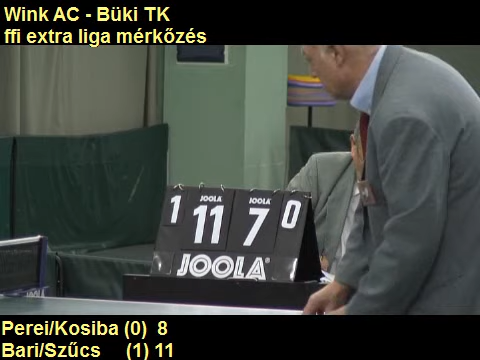 Wink AC - Büki TK
ffi extra liga mérkőzés
JOOLA JOOLA
1 11 7 0
JOOLA
Perei/Kosiba (0) 8
Bari/Szűcs (1) 11